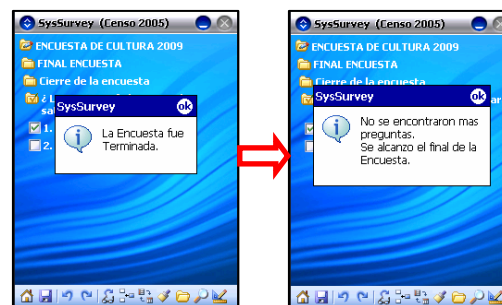 SysSurvey (Censo 2005)
ENCUESTA DE CULTURA 2009
FINAL ENCUESTA
Cierre de la encuesta
¿
SysSurvey
ok
La Encuesta fue
Terminada.
1.
2.
SysSurvey (Censo 2005)
ENCUESTA DE CULTURA 2009
FINAL ENCUESTA
Cierre de la encuesta
SysSurvey
ok
No se encontraron mas
preguntas.
Se alcanzo el final de la
Encuesta.